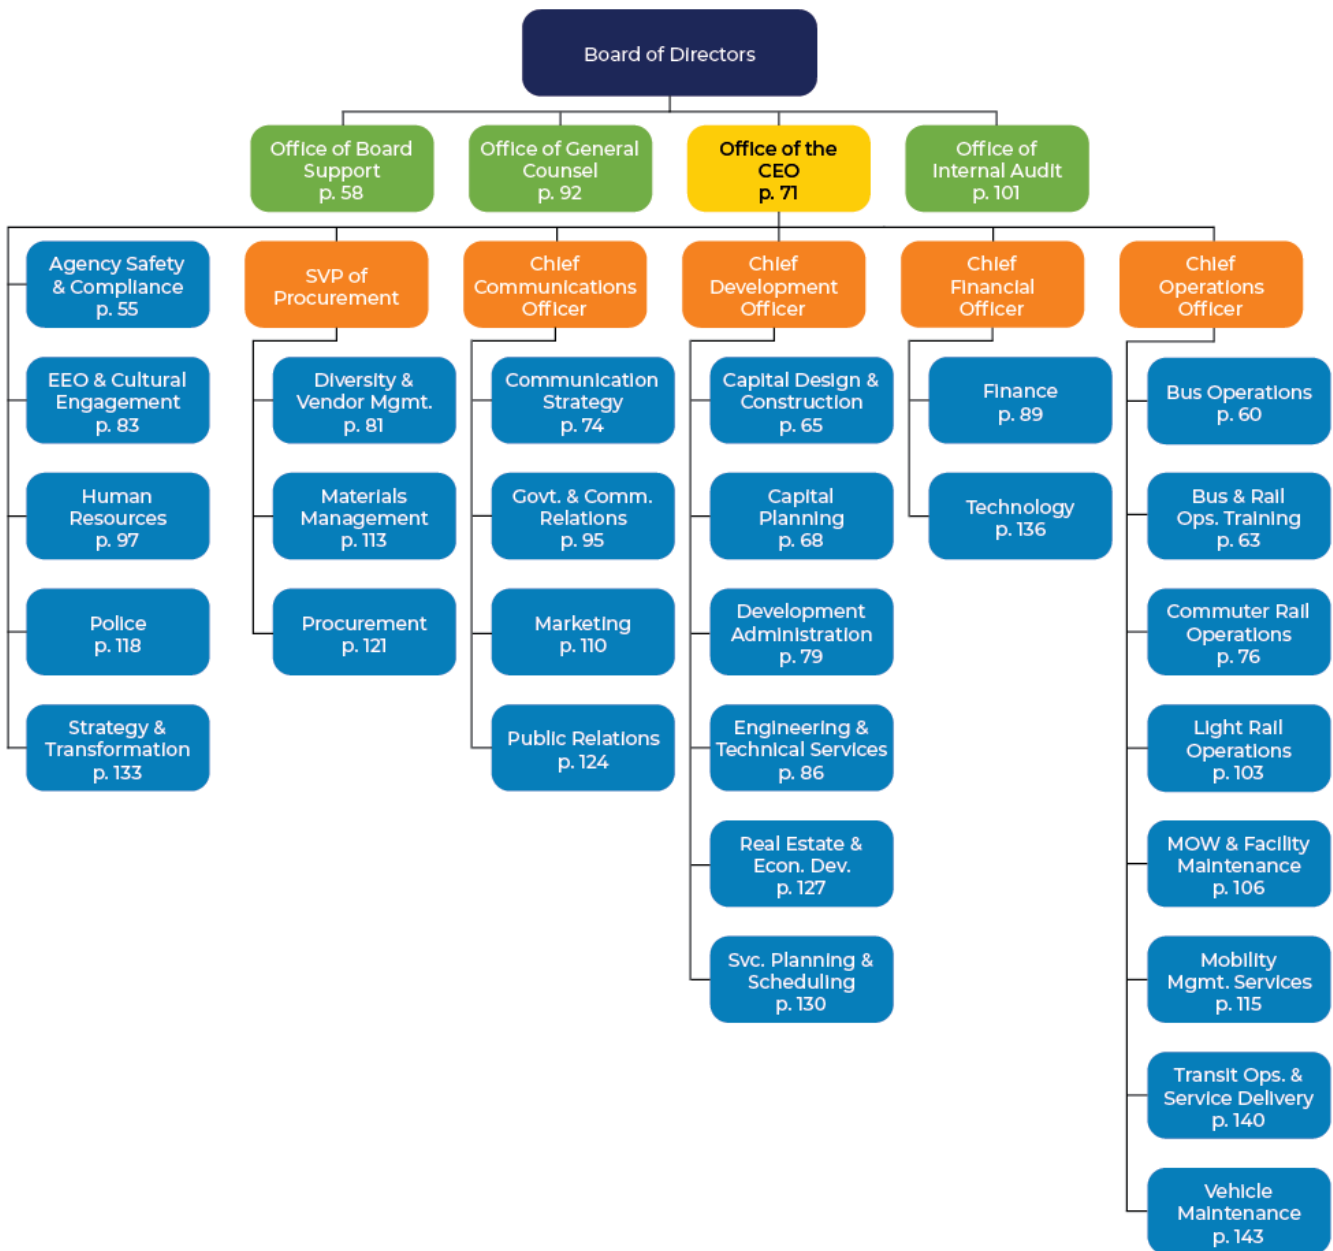 Board of Directors
Office of Board
Support
p. 58
Office of General
Counsel
p. 92
Office of the
CEO
p. 71
Office of
Internal Audit
p. 101
Agency Safety
& Compliance
p. 55
EEO & Cultural
Engagement
p. 83
Human
Resources
p. 97
Police
p. 118
Strategy &
Transformation
p. 133
SVP of
Procurement
Diversity &
Vendor Mgmt.
p. 81
Materials
Management
p. 113
Procurement
p. 121
Chief
Communications
Officer
Communication
Strategy
p. 74
Govt. & Comm.
Relations
p. 95
Marketing
p. 110
Public Relations
p. 124
Chief
Development
Officer
Capital Design &
Construction
p. 65
Capital
Planning
p. 68
Development
Administration
p. 79
Engineering &
Technical Services
p. 86
Real Estate &
Econ. Dev.
p. 127
Svc. Planning &
Scheduling
p. 130
Chief
Financial
Officer
Finance
p. 89
Technology
p. 136
Chief
Operations
Officer
Bus Operations
p. 60
Bus & Rail
Ops. Training
p. 63
Commuter Rail
Operations
p. 76
Light Rail
Operations
p. 103
MOW & Facility
Maintenance
p. 106
Mobility
Mgmt. Services
p. 115
Transit Ops. &
Service Delivery
p. 140
Vehicle
Maintenance
p. 143